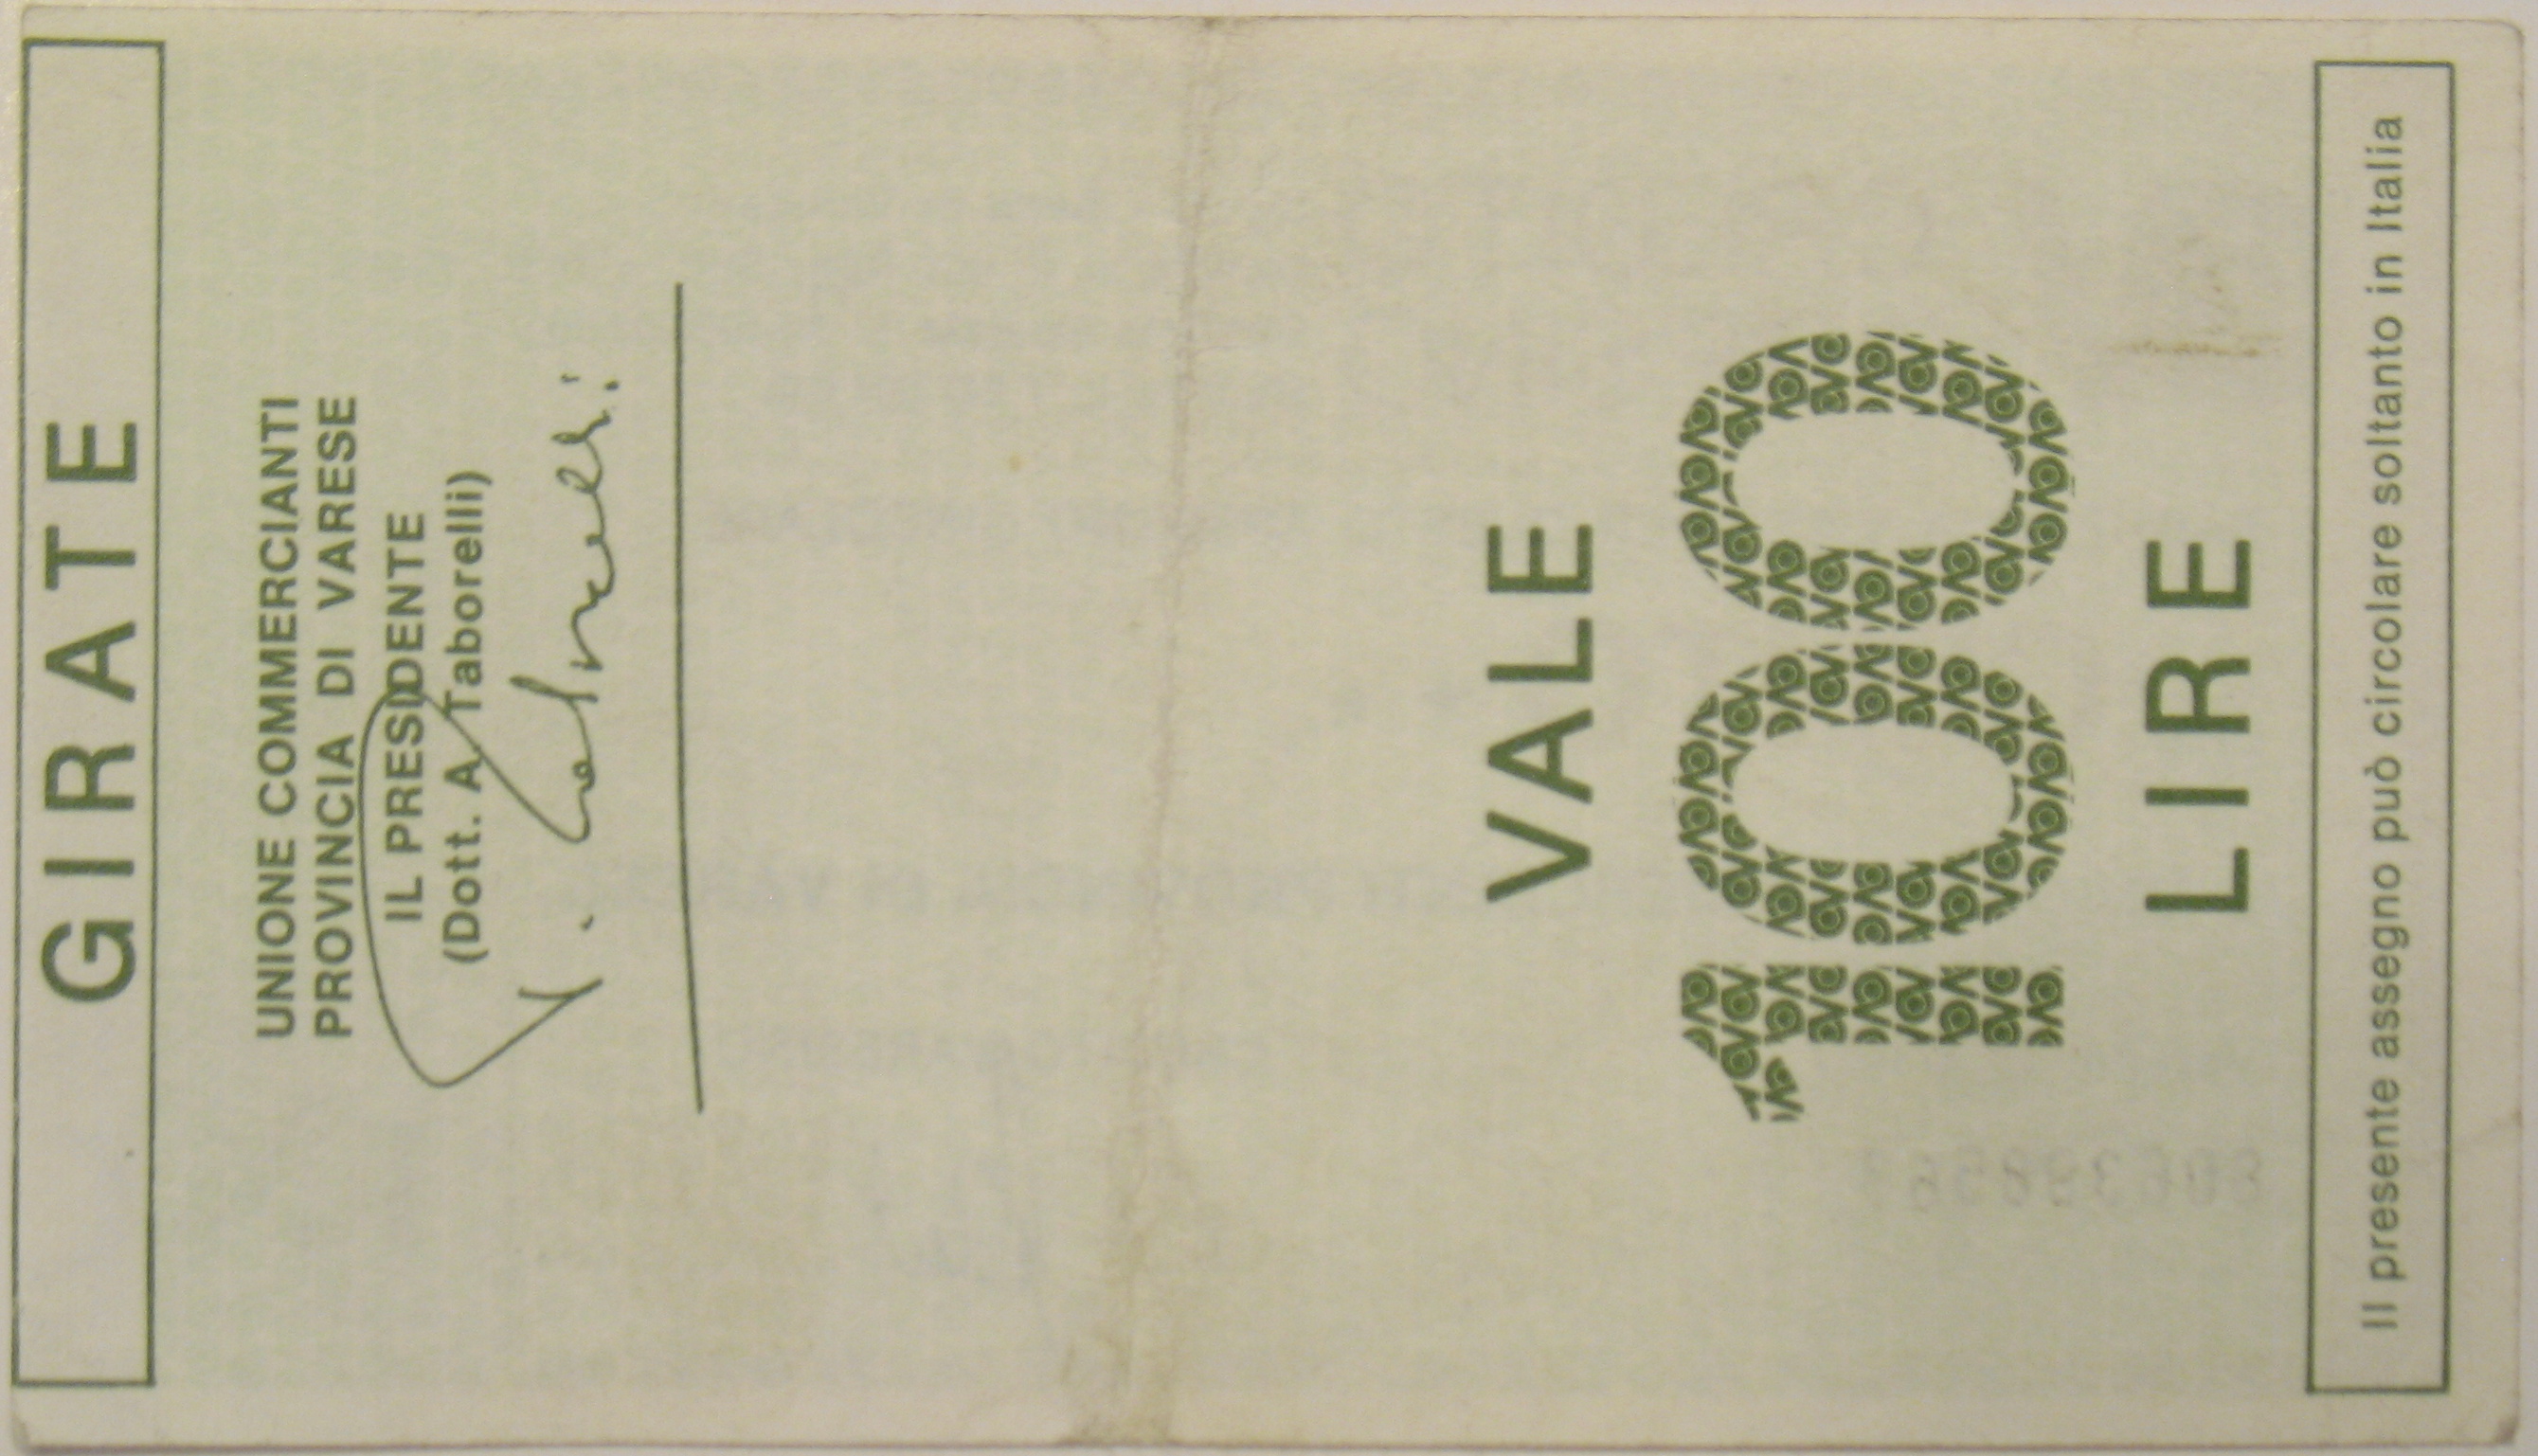 GIRATE
UNIONE COMMERCIANTI
PROVINCIA DI VARESE
IL PRESIDENTE
(Dott. A. Taborelli)
VALE
100
LIRE
Il presente assegno può circolare soltanto in Italia